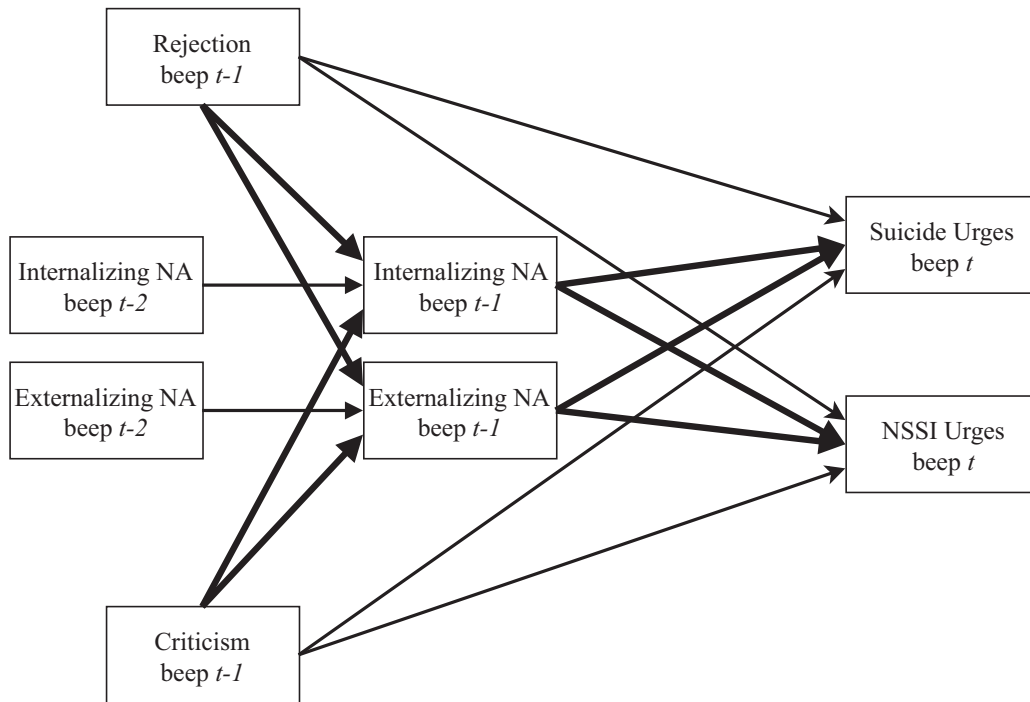 Rejection
beep t-1
Internalizing NA
beep t-2
Internalizing NA
beep t-1
Suicide Urges
beep t
Externalizing NA
beep t-2
Externalizing NA
beep t-1
NSSI Urges
beep t
Criticism
beep t-1